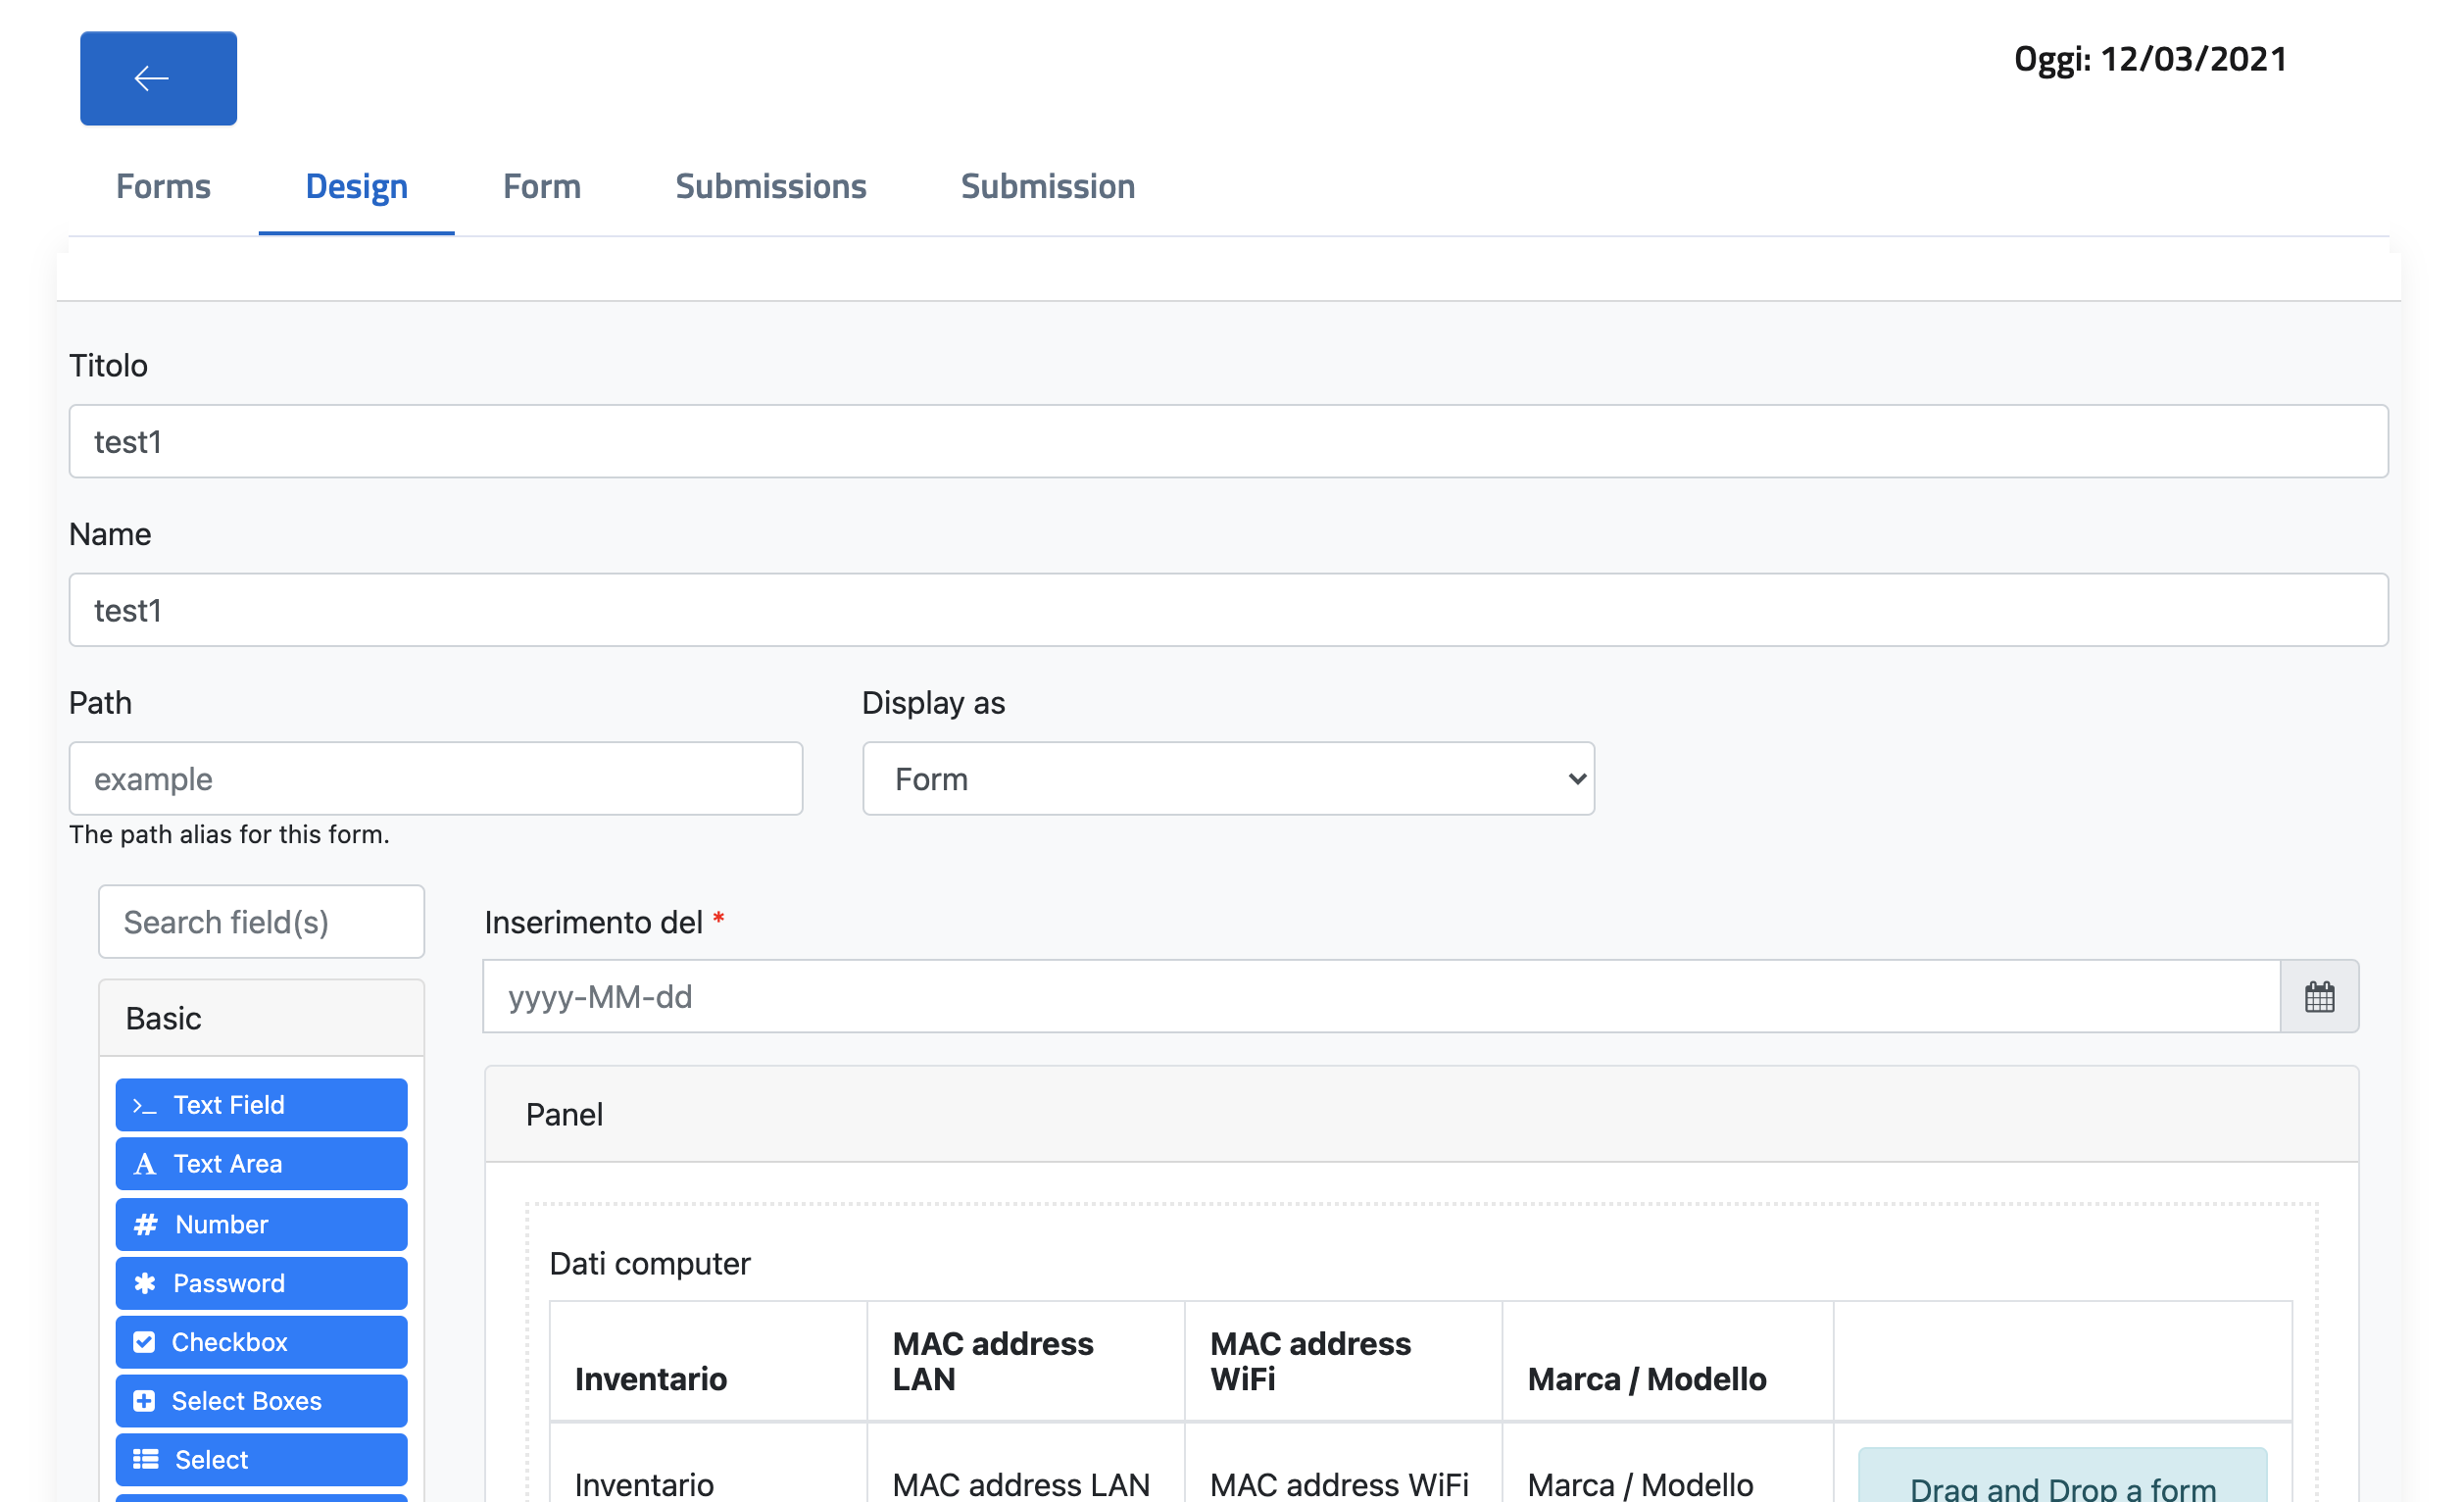 Oggi: 12/03/2021
Forms Design Form Submissions Submission
Titolo
test1
Name
test1
Path Display as
example Form
The path alias for this form.
Search field(s)
Inserimento del *
yyyy-MM-dd
Basic
Text Field
Text Area
Number
Password
Checkbox
Select Boxes
Select
Panel
Dati computer
Inventario MAC address LAN MAC address WiFi Marca / Modello
Inventario MAC address LAN MAC address WiFi Marca / Modello Drag and Drop a form